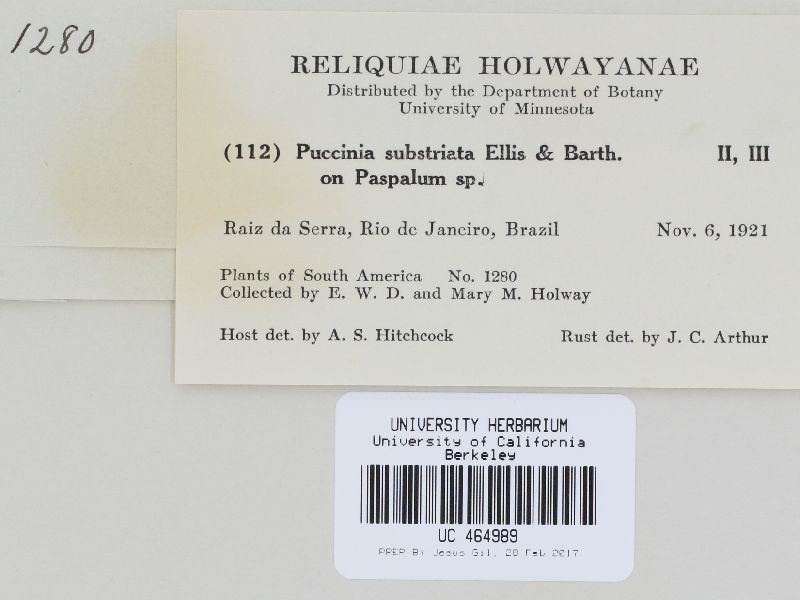 1280
RELIQUIAE HOLWAYANAE
Distributed by the Department of Botany
University of Minnesota
(112) Puccinia substriata Ellis & Barth. II, III
on Paspalum sp.
Raiz da Serra, Rio de Janeiro, Brazil Nov. 6, 1921
Plants of South America No. 1280
Collected by E. W. D. and Mary M. Holway
Host det. by A. S. Hitchcock Rust det. by J. C. Arthur
UNIVERSITY HERBARIUM
University of California
Berkeley
UC 464989
PREP BY Jesus Gil, 28 Feb 2017